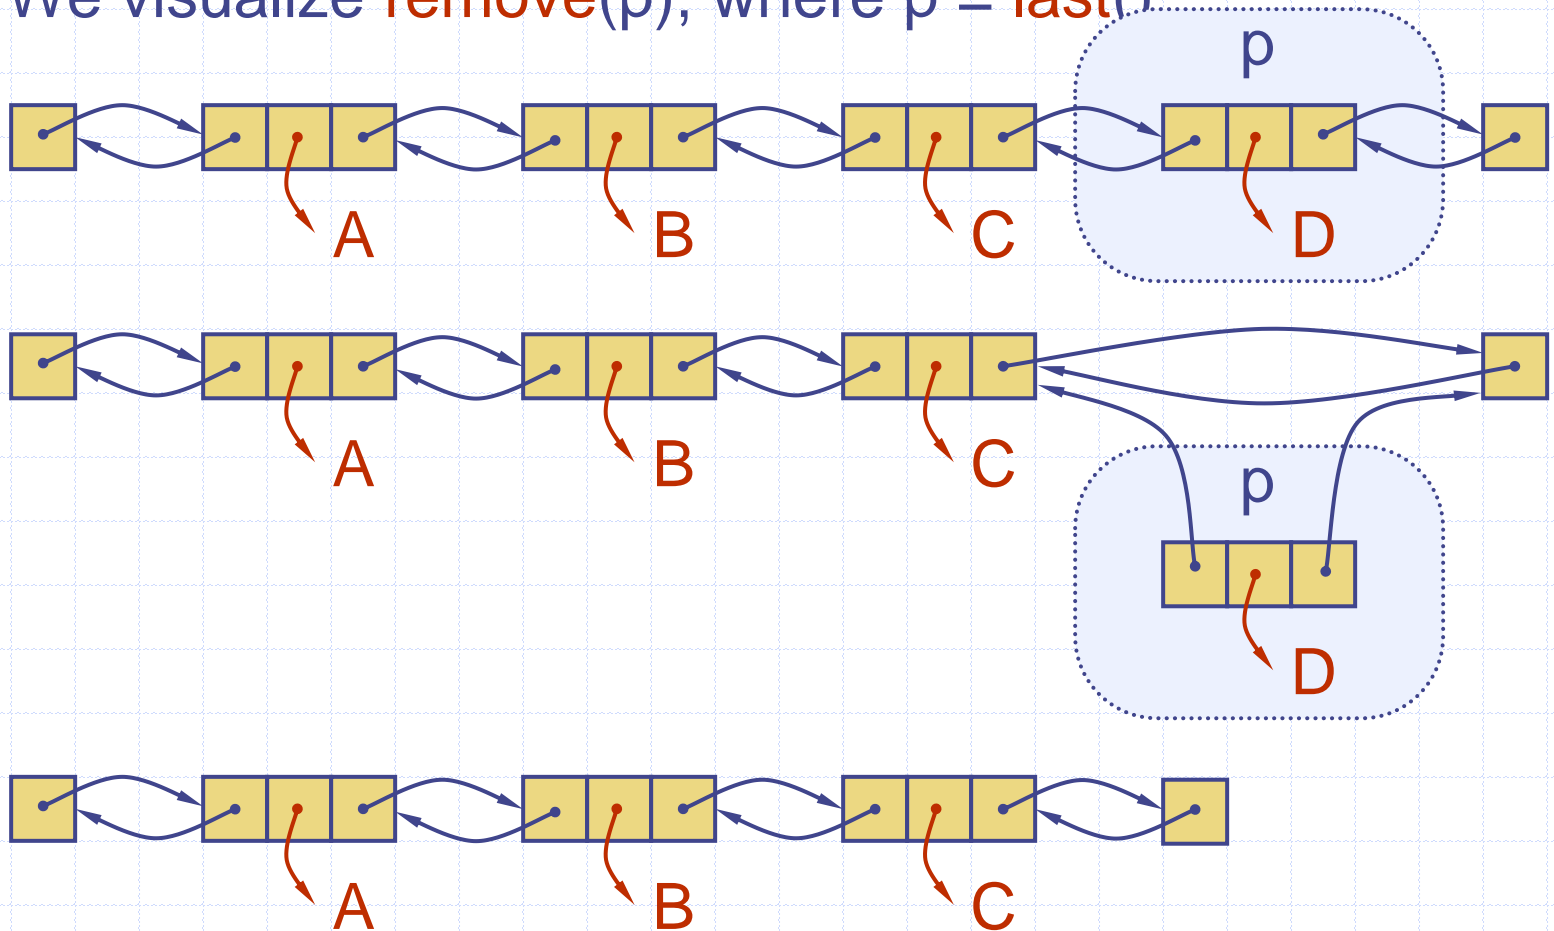 We visualize remove(p), where p = last()
p
A B C D
A B C
p
D
A B C